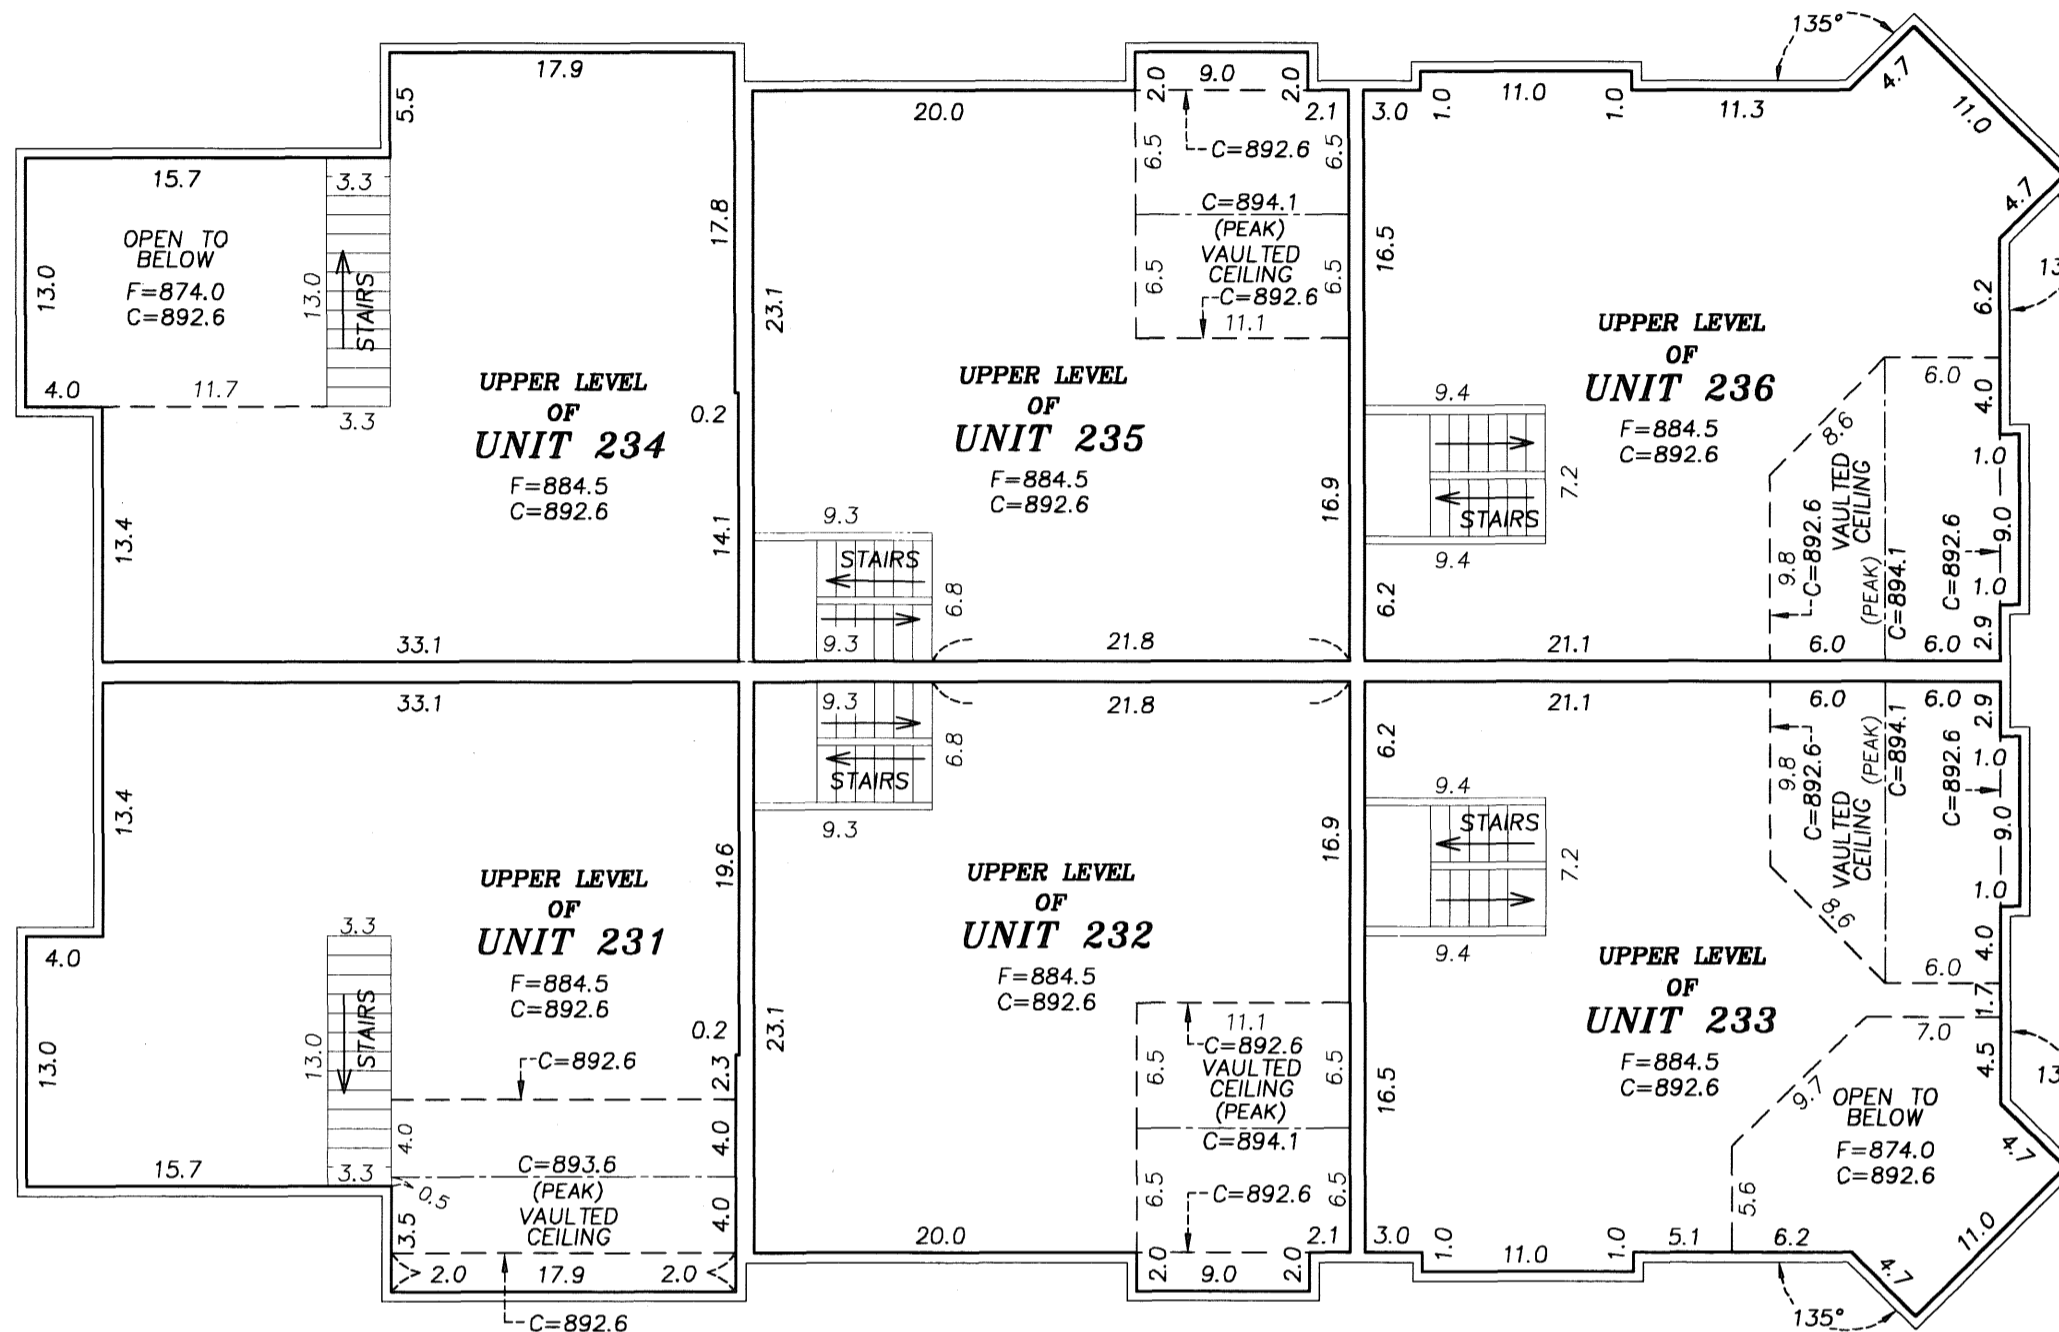 17.9
5.5
15.7
3.3
OPEN TO
BELOW
F=874.0
C=892.6
13.0
13.0
STAIRS
17.8
4.0
11.7
3.3
UPPER LEVEL
OF
UNIT 234
F=884.5
C=892.6
0.2
13.4
14.1
33.1
2.0
9.0
2.0
20.0
2.1
6.5
C=892.6
6.5
C=894.1
(PEAK)
VAULTED
CEILING
6.5
C=892.6
6.5
11.1
23.1
UPPER LEVEL
OF
UNIT 235
F=884.5
C=892.6
16.9
9.3
STAIRS
6.8
9.3
21.8
135°
4.7
3.0
1.0
11.0
1.0
11.3
11.0
4.7
16.5
13
6.2
UPPER LEVEL
OF
UNIT 236
F=884.5
C=892.6
6.0
4.0
8.6
9.4
STAIRS
7.2
9.4
VAULTED
CEILING
(PEAK)
C=892.6
9.8
C=894.1
C=892.6
1.0
9.0
1.0
2.9
6.2
21.1
6.0
6.0
33.1
13.4
4.0
3.3
UPPER LEVEL
OF
UNIT 231
F=884.5
C=892.6
19.6
0.2
2.3
13.0
13.0
STAIRS
C=892.6
4.0
4.0
15.7
3.3
0.5
C=893.6
(PEAK)
VAULTED
CEILING
3.5
4.0
2.0
17.9
2.0
C=892.6
9.3
21.8
6.8
STAIRS
9.3
16.9
UPPER LEVEL
OF
UNIT 232
F=884.5
C=892.6
23.1
11.1
C=892.6
VAULTED
CEILING
(PEAK)
6.5
6.5
C=894.1
6.5
C=892.6
6.5
20.0
2.1
2.0
9.0
2.0
21.1
6.0
6.0
6.2
2.9
9.4
STAIRS
7.2
9.4
9.8
C=892.6
VAULTED
CEILING
(PEAK)
C=894.1
C=892.6
1.0
9.0
1.0
8.6
4.0
6.0
1.7
UPPER LEVEL
OF
UNIT 233
F=884.5
C=892.6
7.0
4.5
13
9.7
OPEN TO
BELOW
F=874.0
C=892.6
16.5
5.6
4.7
3.0
1.0
11.0
1.0
5.1
6.2
11.0
4.7
135°